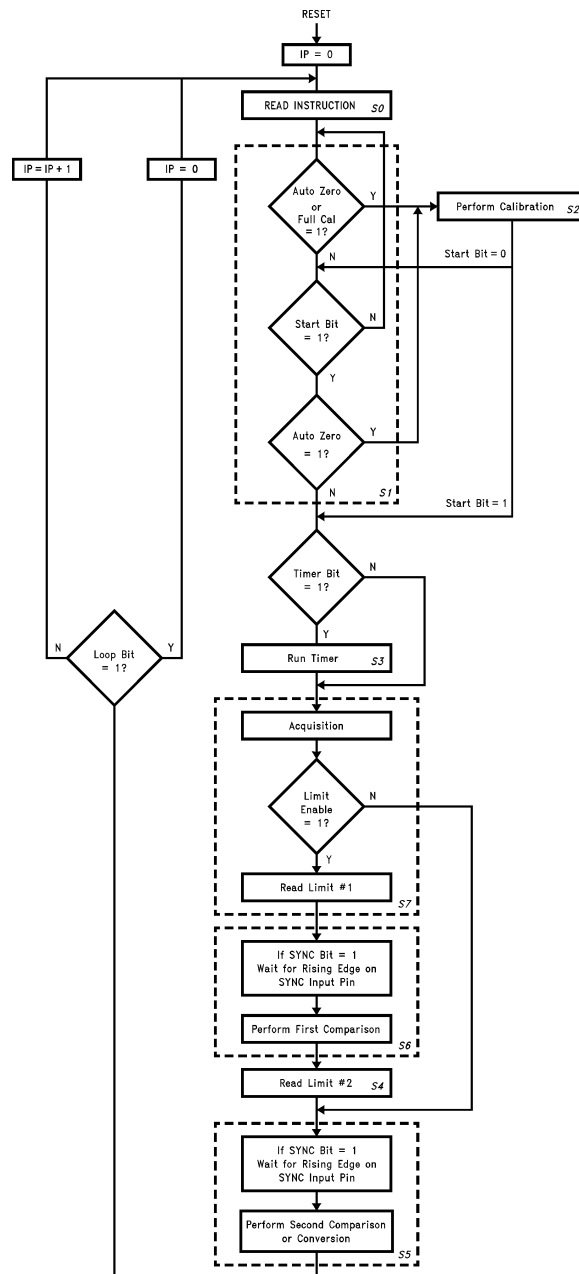 RESET
IP = 0
READ INSTRUCTION
S0
IP = IP + 1
IP = 0
Auto Zero
or
Full Cal
= 1?
Y
N
Perform Calibration
S2
Start Bit = 0
Start Bit
= 1?
N
Y
Auto Zero
= 1?
Y
N
S1
Start Bit = 1
Timer Bit
= 1?
N
Y
Run Timer
S3
Loop Bit
= 1?
N
Y
Acquisition
Limit
Enable
= 1?
N
Y
Read Limit #1
S7
If SYNC Bit = 1
Wait for Rising Edge on
SYNC Input Pin
Perform First Comparison
S6
Read Limit #2
S4
If SYNC Bit = 1
Wait for Rising Edge on
SYNC Input Pin
Perform Second Comparison
or Conversion
S5